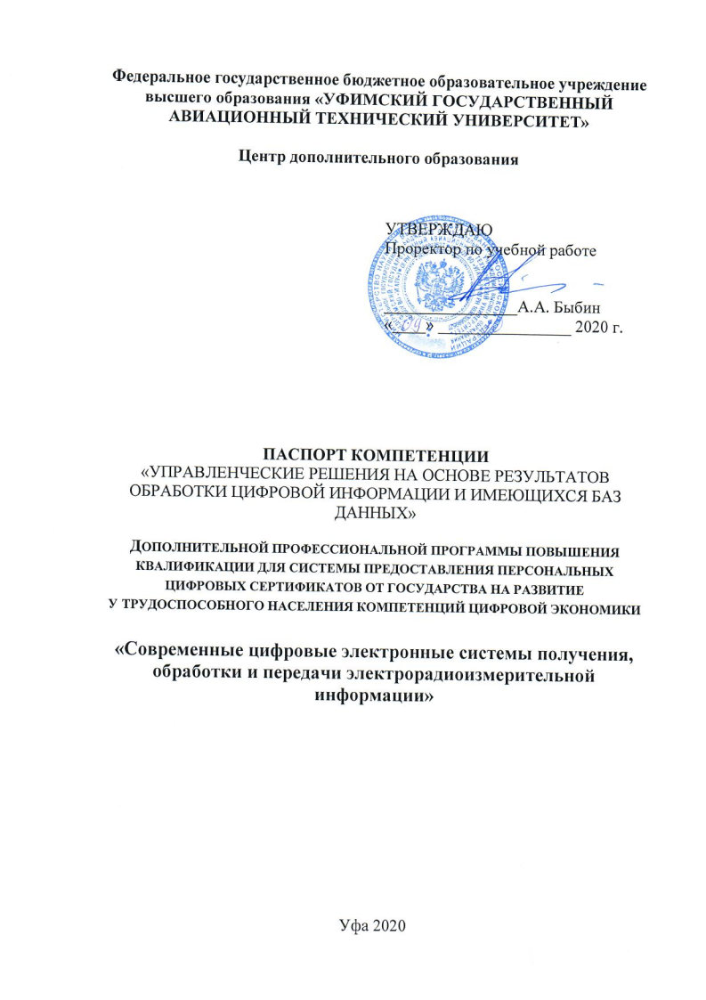 Федеральное государственное бюджетное образовательное учреждение
высшего образования «УФИМСКИЙ ГОСУДАРСТВЕННЫЙ
АВИАЦИОННЫЙ ТЕХНИЧЕСКИЙ УНИВЕРСИТЕТ»
Центр дополнительного образования
УТВЕРЖДАЮ
Проректор по учебной работе
________________А.А. Быбин
«_09_» ________________ 2020 г.
ПАСПОРТ КОМПЕТЕНЦИИ
«УПРАВЛЕНЧЕСКИЕ РЕШЕНИЯ НА ОСНОВЕ РЕЗУЛЬТАТОВ
ОБРАБОТКИ ЦИФРОВОЙ ИНФОРМАЦИИ И ИМЕЮЩИХСЯ БАЗ
ДАННЫХ»
ДОПОЛНИТЕЛЬНОЙ ПРОФЕССИОНАЛЬНОЙ ПРОГРАММЫ ПОВЫШЕНИЯ
КВАЛИФИКАЦИИ ДЛЯ СИСТЕМЫ ПРЕДОСТАВЛЕНИЯ ПЕРСОНАЛЬНЫХ
ЦИФРОВЫХ СЕРТИФИКАТОВ ОТ ГОСУДАРСТВА НА РАЗВИТИЕ
У ТРУДОСПОСОБНОГО НАСЕЛЕНИЯ КОМПЕТЕНЦИЙ ЦИФРОВОЙ ЭКОНОМИКИ
«Современные цифровые электронные системы получения,
обработки и передачи электрорадиоизмерительной
информации»
Уфа 2020